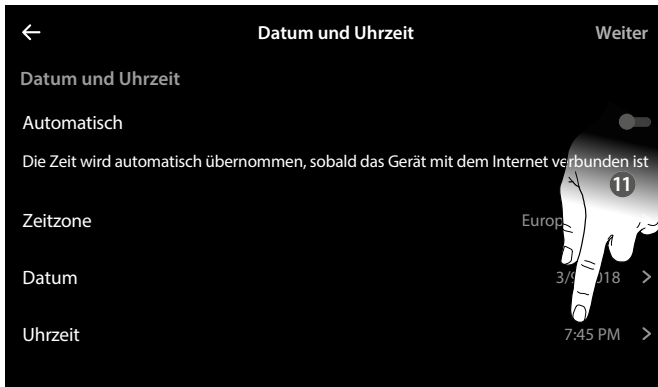 Datum und Uhrzeit Weiter
Datum und Uhrzeit
Automatisch
Die Zeit wird automatisch übernommen, sobald das Gerät mit dem Internet verbunden ist
11
Zeitzone
Datum
Uhrzeit 7:45 PM